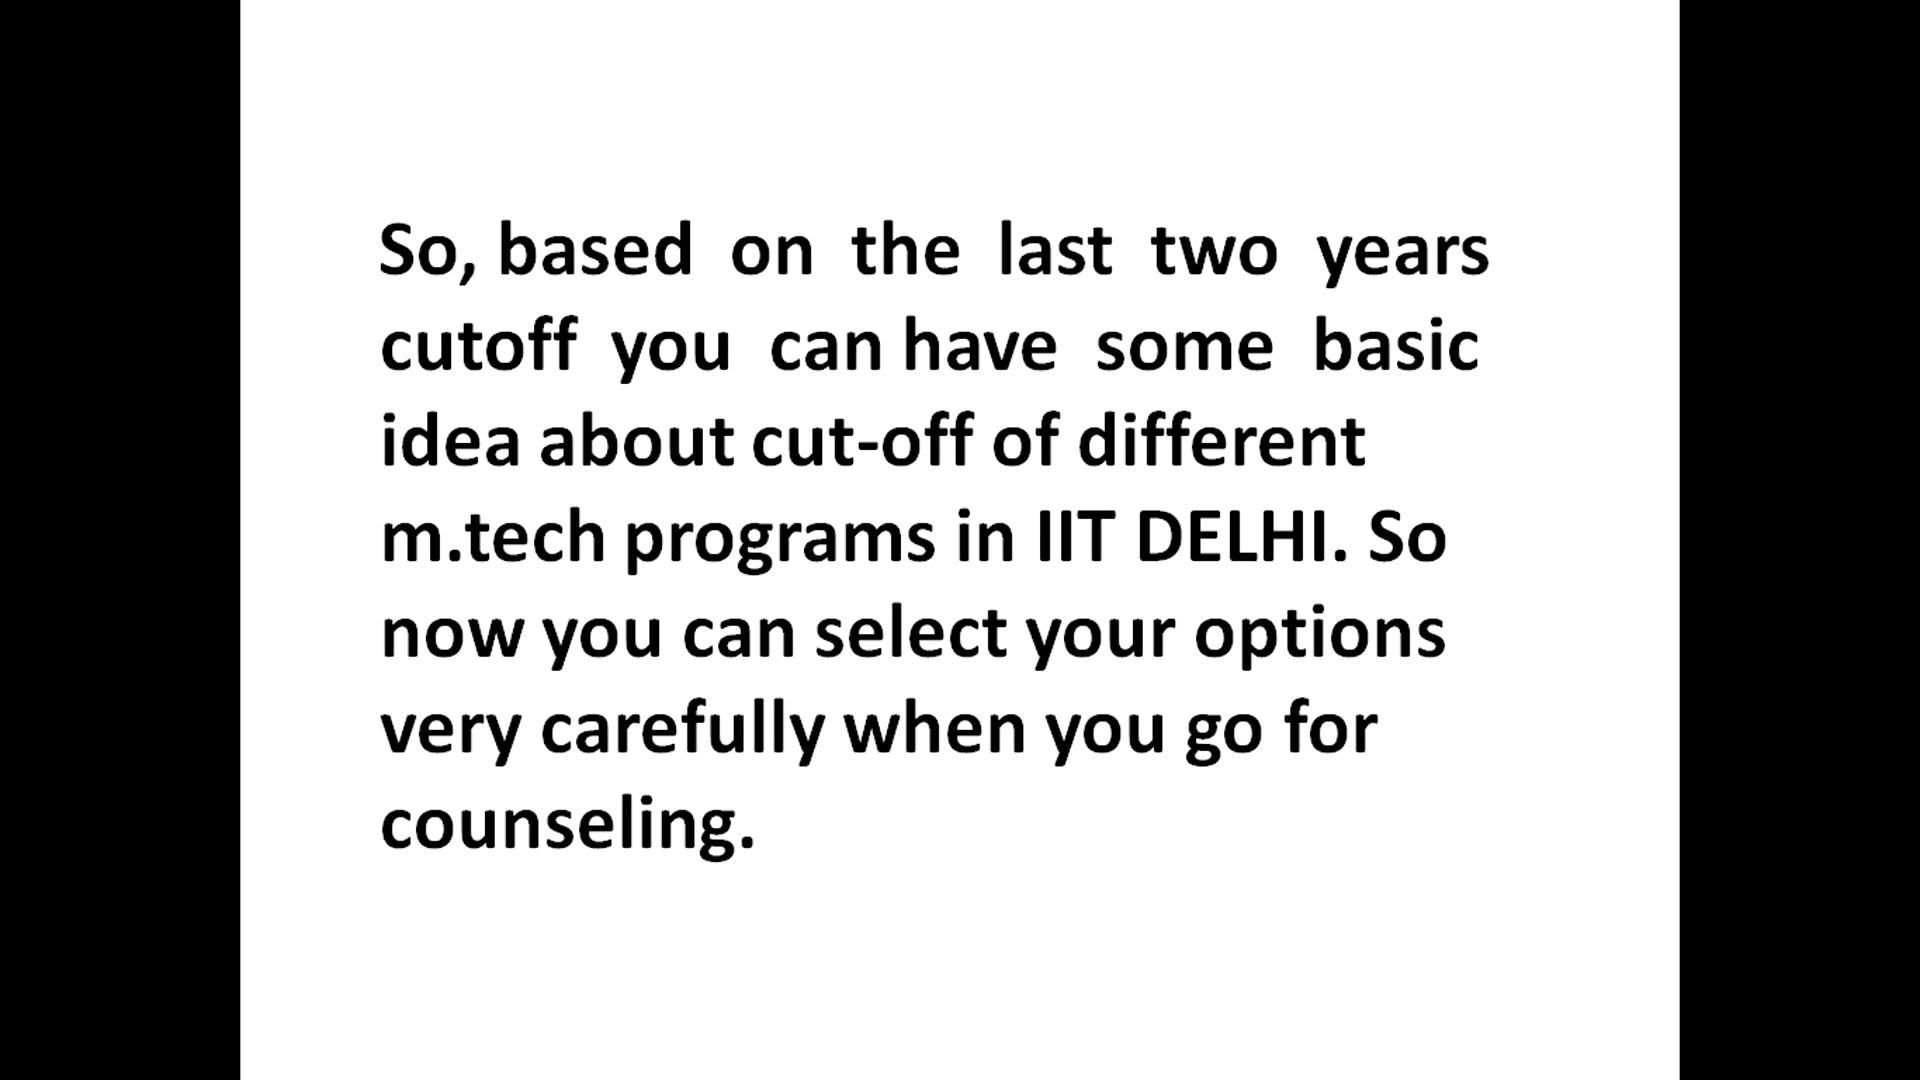 So, based on the last two years
cutoff you can have some basic
idea about cut-off of different
m.tech programs in IIT DELHI. So
now you can select your options
very carefully when you go for
counseling.